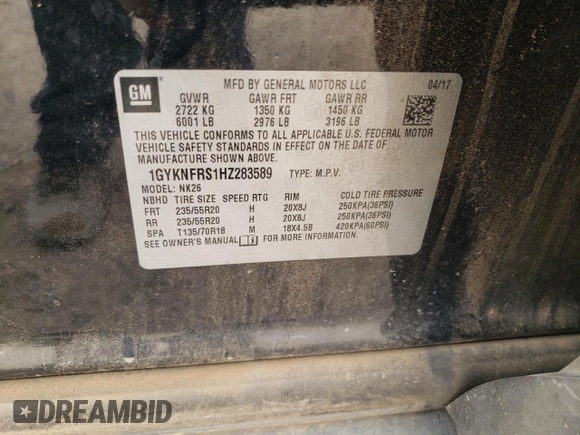 GM
MFD BY GENERAL MOTORS LLC 04/17
GVWR GAWR FRT GAWR RR
2722 KG 1350 KG 1450 KG
6001 LB 2976 LB 3196 LB
THIS VEHICLE CONFORMS TO ALL APPLICABLE U.S. FEDERAL MOTOR
VEHICLE SAFETY STANDARDS IN EFFECT ON THE DATE OF
MANUFACTURE SHOWN ABOVE.
1GYKNFRS1HZ283589 TYPE: M.P.V.
MODEL: NK26
NBHD TIRE SIZE SPEED RTG RIM COLD TIRE PRESSURE
FRT 235/55R20 H 20X8J 250KPA(36PSI)
RR 235/55R20 H 20X8J 250KPA(36PSI)
SPA T135/70R18 M 18X4.5B 420KPA(60PSI)
SEE OWNER'S MANUAL FOR MORE INFORMATION.
DREAMBID